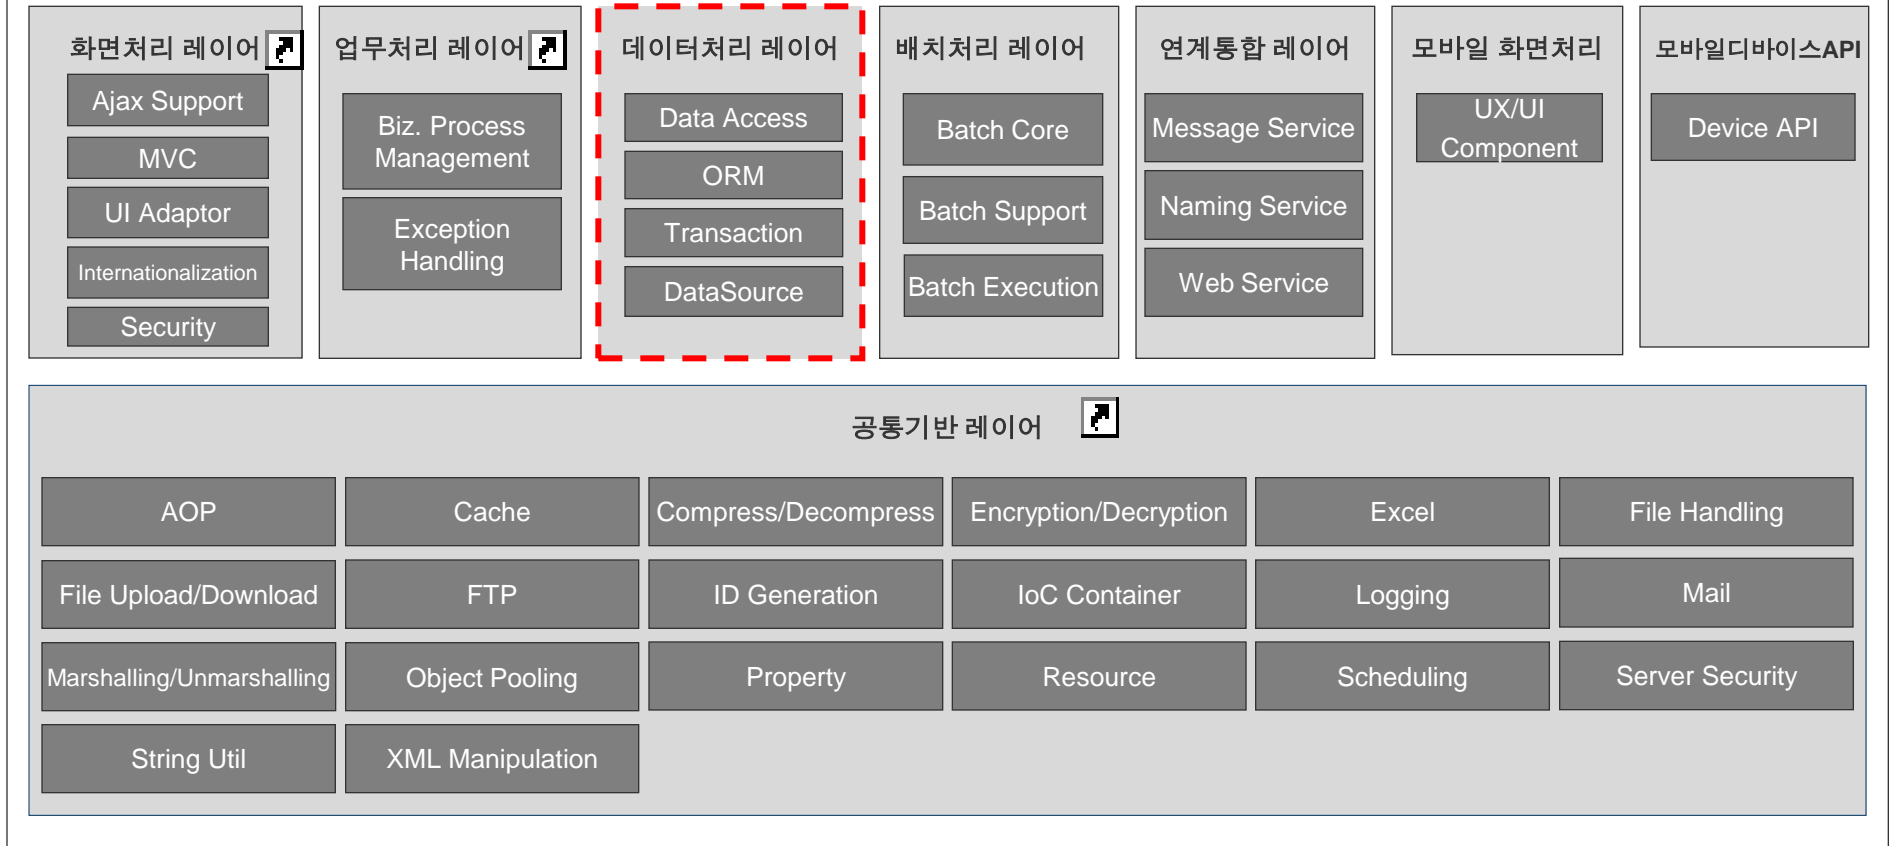 화면처리 레이어
Ajax Support
MVC
UI Adaptor
Internationalization
Security
업무처리 레이어
Biz. Process
Management
Exception
Handling
데이터처리 레이어
Data Access
ORM
Transaction
DataSource
배치처리 레이어
Batch Core
Batch Support
Batch Execution
연계통합 레이어
Message Service
Naming Service
Web Service
모바일 화면처리
UX/UI
Component
모바일디바이스API
Device API
공통기반 레이어
AOP
Cache
Compress/Decompress
Encryption/Decryption
Excel
File Handling
File Upload/Download
FTP
ID Generation
IoC Container
Logging
Mail
Marshalling/Unmarshalling
Object Pooling
Property
Resource
Scheduling
Server Security
String Util
XML Manipulation